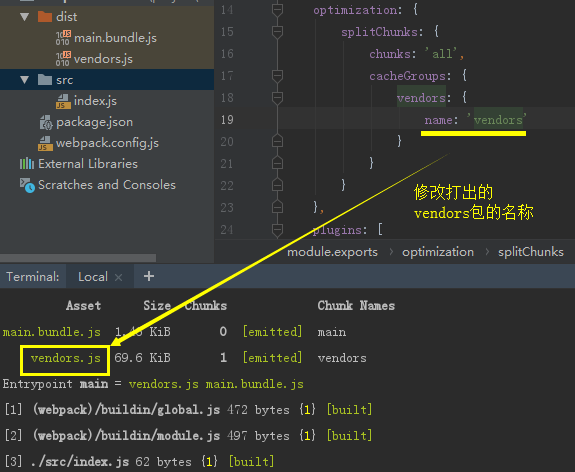 dist
main.bundle.js
vendors.js
src
index.js
package.json
webpack.config.js
External Libraries
Scratches and Consoles
14 optimization: {
15 splitChunks: {
16 chunks: 'all',
17 cacheGroups: {
18 vendors: {
19 name: 'vendors'
20 }
21 }
22 }
23 },
24 plugins: [
修改打出的
vendors包的名称
module.exports › optimization › splitChunks
Terminal: Local × +
Asset Size Chunks Chunk Names
main.bundle.js KiB 0 [emitted] main
vendors.js 69.6 KiB 1 [emitted] vendors
Entrypoint main = vendors.js main.bundle.js
[1] (webpack)/buildin/global.js 472 bytes {1} [built]
[2] (webpack)/buildin/module.js 497 bytes {1} [built]
[3] ./src/index.js 62 bytes {1} [built]